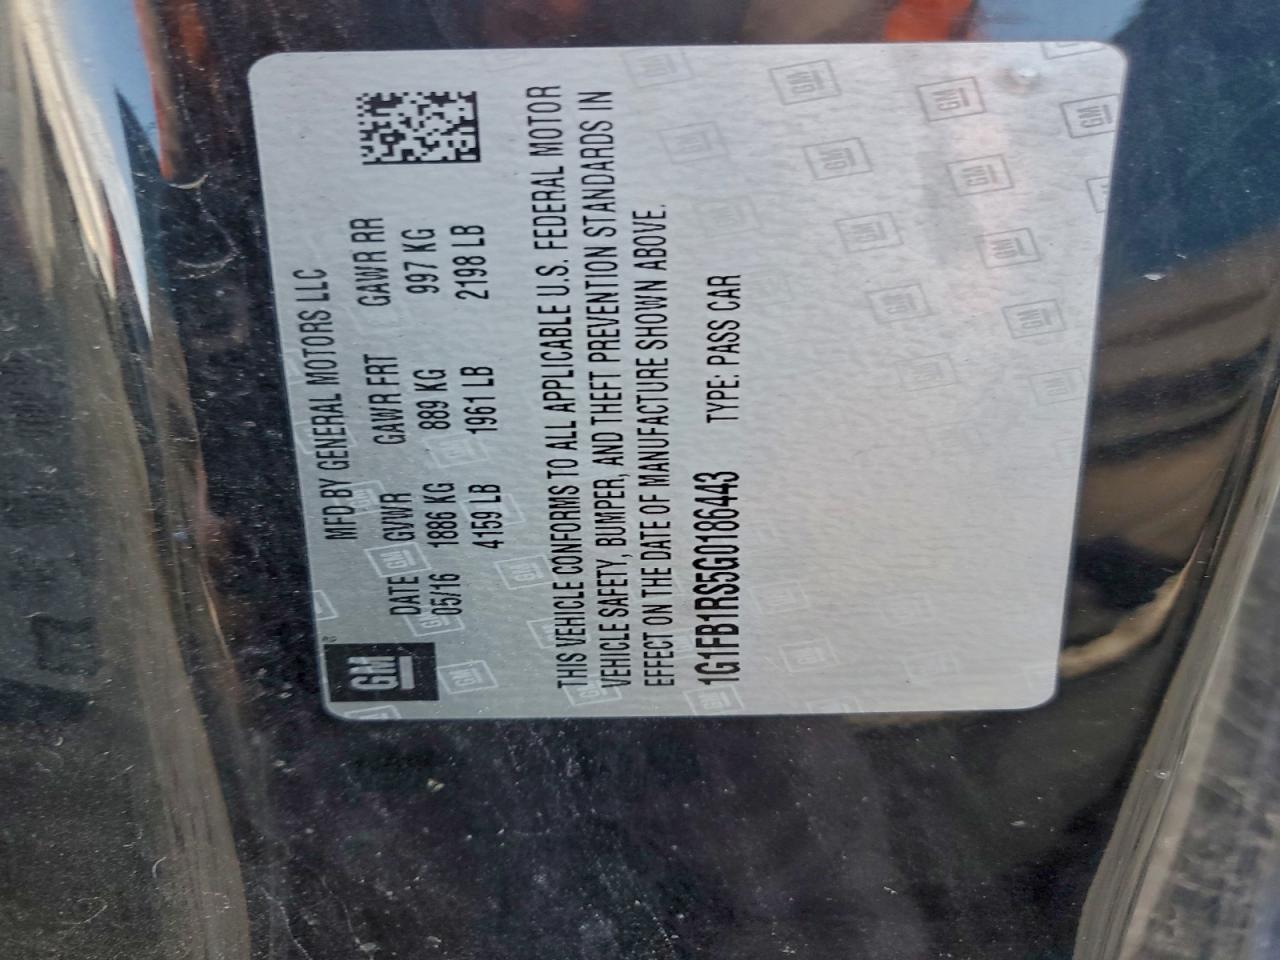 GM
MFD BY GENERAL MOTORS LLC
DATE GVWR GAWR FRT GAWR RR
05/16 1886 KG 889 KG 997 KG
4159 LB 1961 LB 2198 LB
THIS VEHICLE CONFORMS TO ALL APPLICABLE U.S. FEDERAL MOTOR
VEHICLE SAFETY, BUMPER, AND THEFT PREVENTION STANDARDS IN
EFFECT ON THE DATE OF MANUFACTURE SHOWN ABOVE.
1G1FB1RS5G0186443 TYPE: PASS CAR